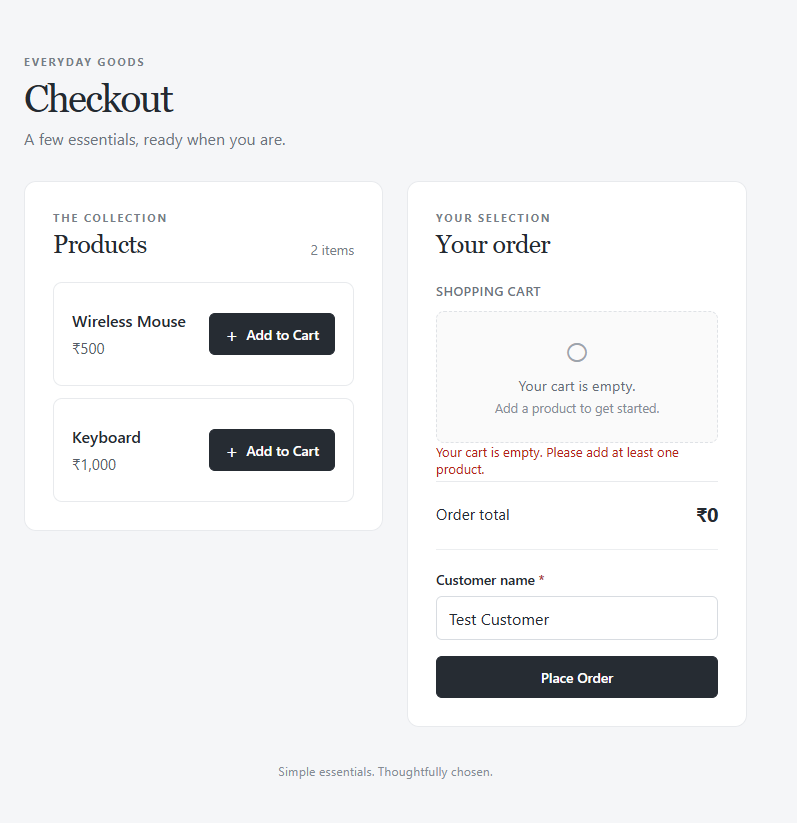 EVERYDAY GOODS
Checkout
A few essentials, ready when you are.
THE COLLECTION
Products
2 items
Wireless Mouse
₹500
+ Add to Cart
Keyboard
₹1,000
+ Add to Cart
YOUR SELECTION
Your order
SHOPPING CART
Your cart is empty.
Add a product to get started.
Your cart is empty. Please add at least one
product.
Order total
₹0
Customer name *
Test Customer
Place Order
Simple essentials. Thoughtfully chosen.